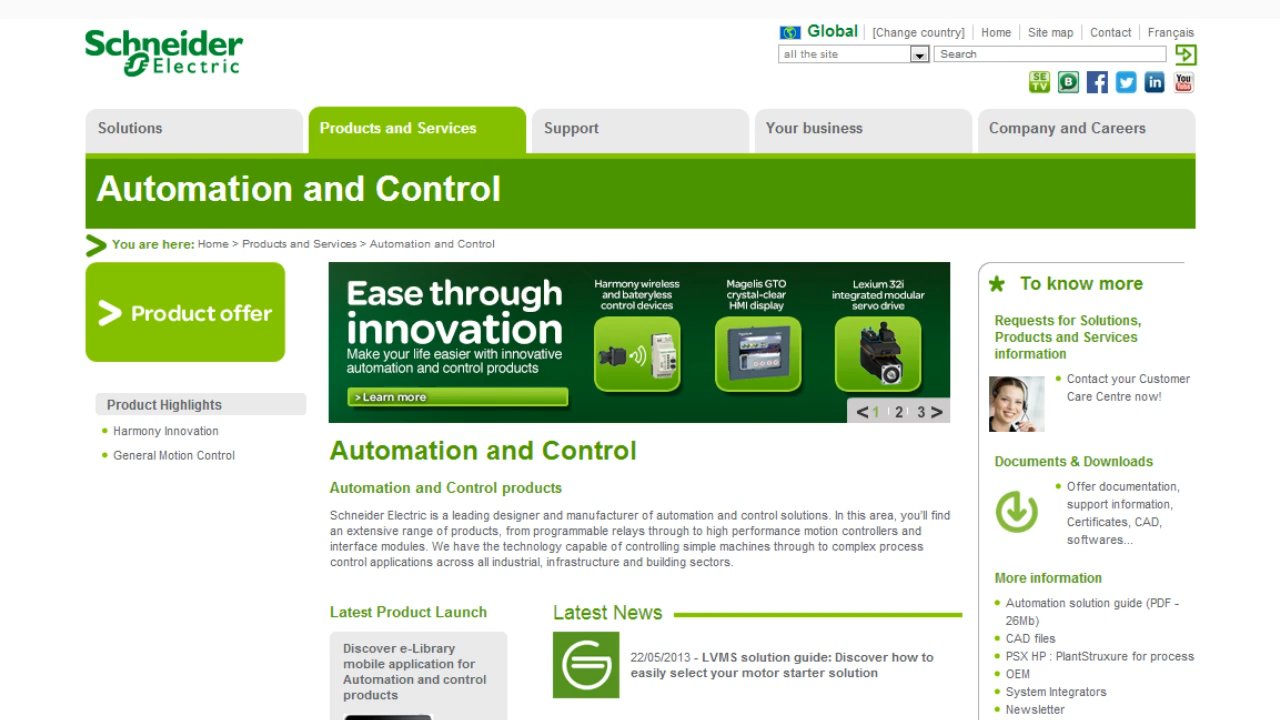 Schneider
Electric
Global
[Change country]
Home
Site map
Contact
Français
all the site
Search
SE
TV
B
f
in
You
Tube
Solutions
Products and Services
Support
Your business
Company and Careers
Automation and Control
You are here: Home > Products and Services > Automation and Control
Product offer
Product Highlights
Harmony Innovation
General Motion Control
Ease through
innovation
Make your life easier with innovative
automation and control products
> Learn more
Harmony wireless
and bateryless
control devices
Magelis GTO
crystal-clear
HMI display
Lexium 32i
integrated modular
servo drive
< 1 | 2 | 3 >
Automation and Control
Automation and Control products
Schneider Electric is a leading designer and manufacturer of automation and control solutions. In this area, you'll find
an extensive range of products, from programmable relays through to high performance motion controllers and
interface modules. We have the technology capable of controlling simple machines through to complex process
control applications across all industrial, infrastructure and building sectors.
Latest Product Launch
Discover e-Library
mobile application for
Automation and control
products
Latest News
22/05/2013 - LVMS solution guide: Discover how to
easily select your motor starter solution
To know more
Requests for Solutions,
Products and Services
information
Contact your Customer
Care Centre now!
Documents & Downloads
Offer documentation,
support information,
Certificates, CAD,
softwares...
More information
Automation solution guide (PDF -
26Mb)
CAD files
PSX HP : PlantStruxure for process
OEM
System Integrators
Newsletter